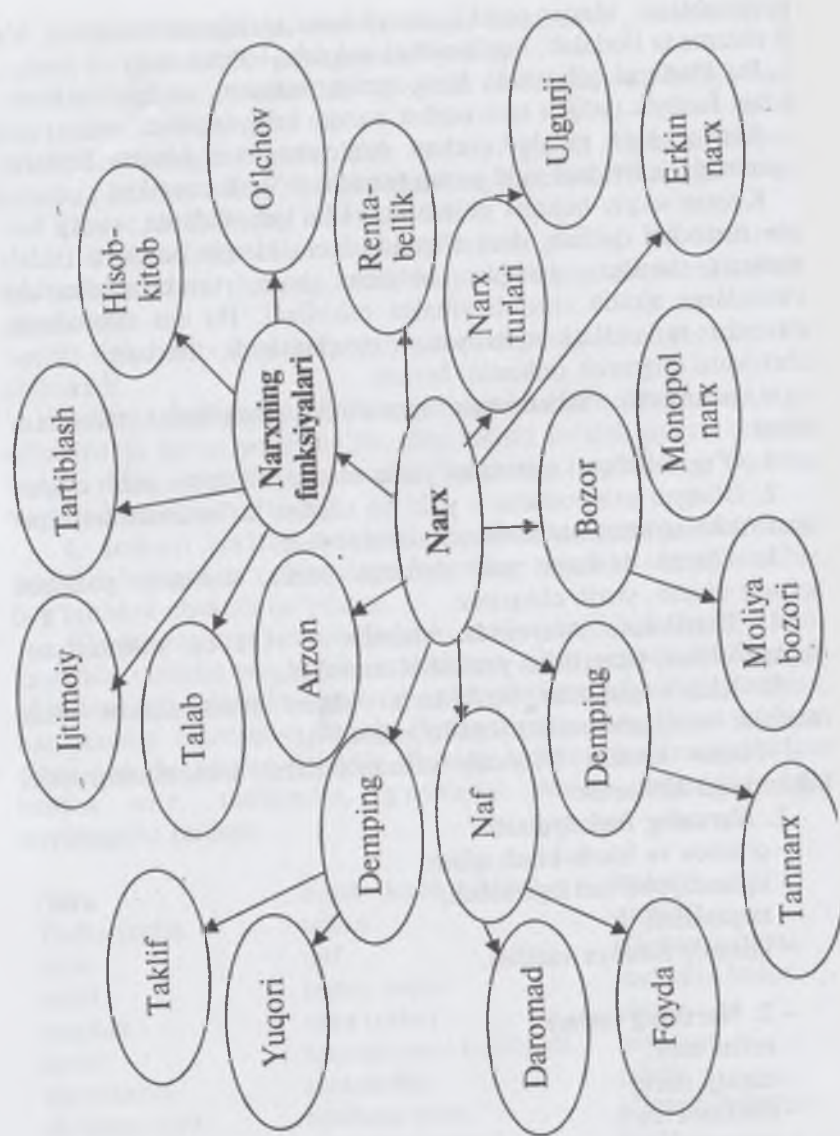 Ijtimoiy
Tartiblash
Hisob-
kitob
Taklif
Talab
O‘lchov
Narxning
funksiyalari
Yuqori
Arzon
Demping
Renta-
bellik
Narx
Naf
Narx
turlari
Daromad
Ulgurji
Demping
Bozor
Foyda
Erkin
narx
Monopol
narx
Moliya
bozori
Tannarx